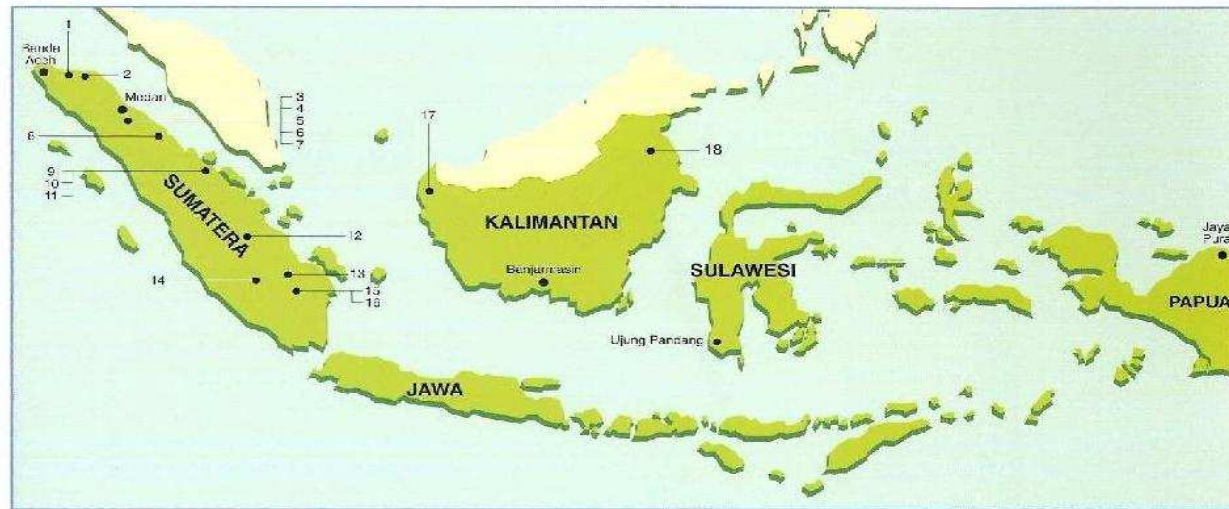 1
Banda
Aceh
2
Medan
3
4
5
6
7
8
17
18
9
10
11
SUMATERA
KALIMANTAN
12
Jaya
Pura
14
13
Banjarmasin
SULAWESI
15
16
PAPUA
Ujung Pandang
JAWA